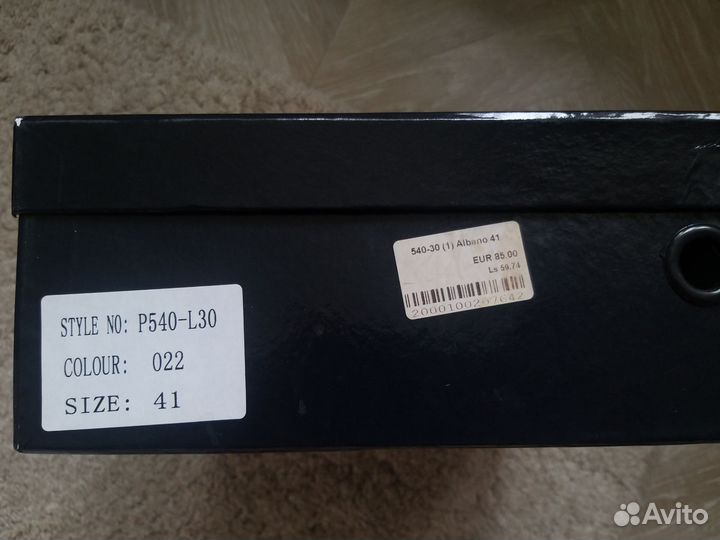 540-30 (1) Albano 41
EUR 85.00
Ls 59.74
2000100207642
STYLE NO: P540-L30
COLOUR: 022
SIZE: 41
Avito